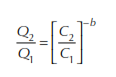 Q₂/Q₁ = [C₂/C₁]⁻ᵇ